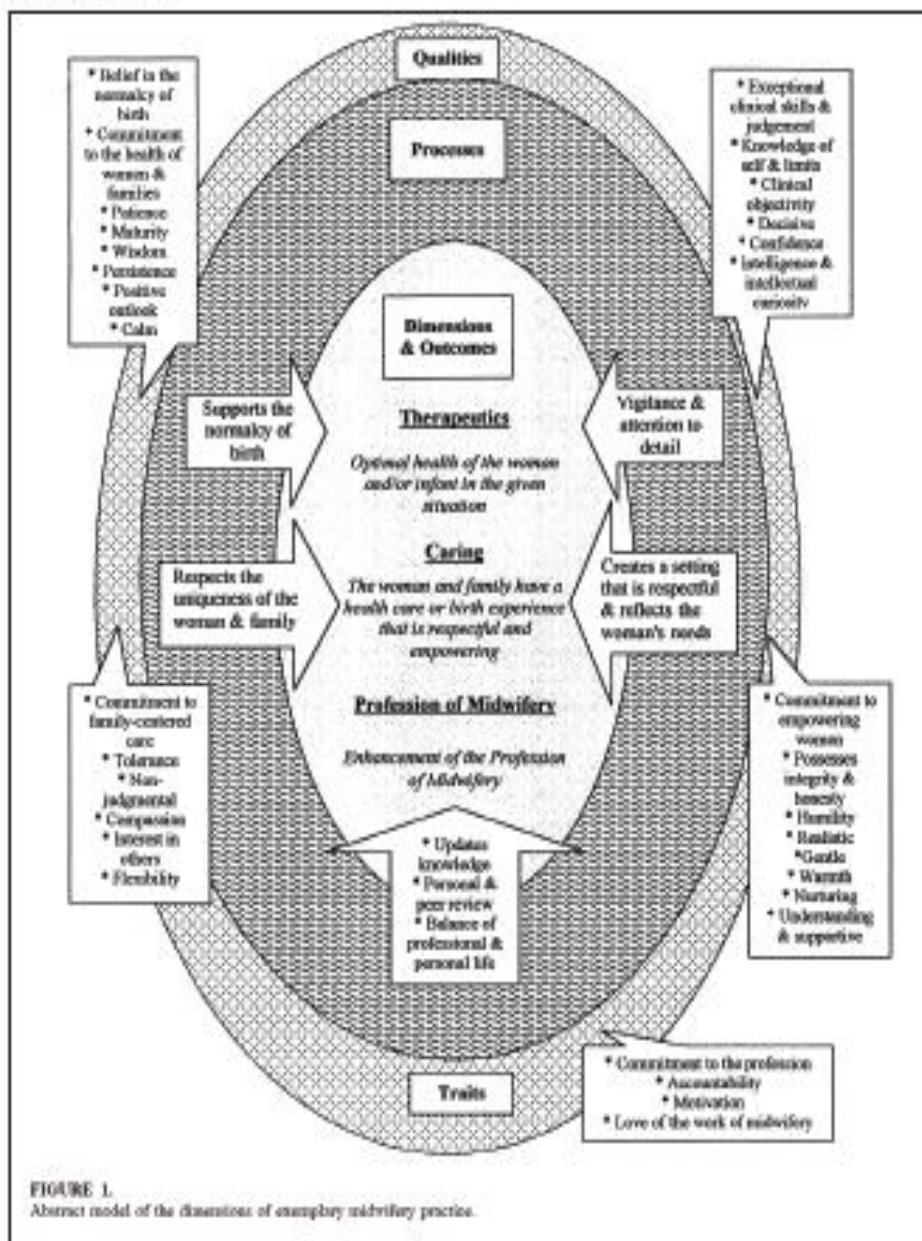 Qualities
* Belief in the
normalcy of
birth
* Commitment
to the health of
women &
families
* Patience
* Maturity
* Wisdom
* Persistence
* Positive
outlook
* Calm
* Exceptional
clinical skills &
judgement
* Knowledge of
self & limits
* Clinical
objectivity
* Decisive
* Confidence
* Intelligence &
intellectual
curiosity
Processes
Dimensions
& Outcomes
Supports the
normalcy of
birth
Therapeutics
Optimal health of the woman
and/or infant in the given
situation
Vigilance &
attention to
detail
Respects the
uniqueness of the
woman & family
Caring
The woman and family have a
health care or birth experience
that is respectful and
empowering
Creates a setting
that is respectful
& reflects the
woman's needs
Profession of Midwifery
Enhancement of the Profession
of Midwifery
* Commitment to
family-centered
care
* Tolerance
* Non-
judgmental
* Compassion
* Interest in
others
* Flexibility
* Updates
knowledge
* Personal &
peer review
* Balance of
professional &
personal life
* Commitment to
empowering
women
* Possesses
integrity &
honesty
* Humility
* Realistic
*Gentle
* Warmth
* Nurturing
* Understanding
& supportive
Traits
* Commitment to the profession
* Accountability
* Motivation
* Love of the work of midwifery
FIGURE 1.
Abstract model of the dimensions of exemplary midwifery practice.